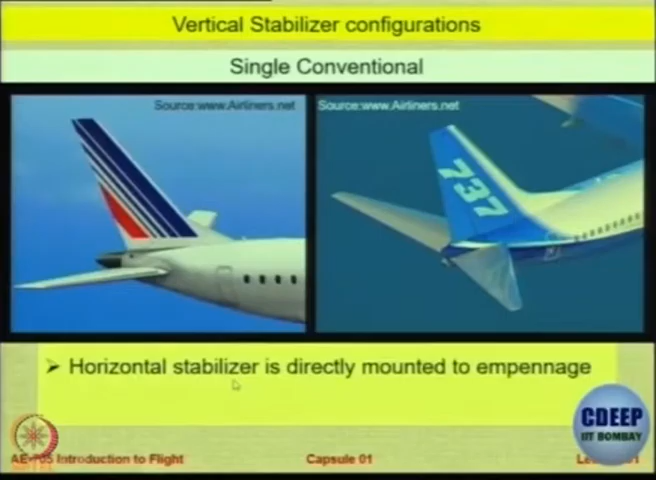 Vertical Stabilizer configurations
Single Conventional
Source:www.Airliners.net
Source:www.Airliners.net
737
➢ Horizontal stabilizer is directly mounted to empennage
CDEEP
IIT BOMBAY
Introduction to Flight
Capsule 01